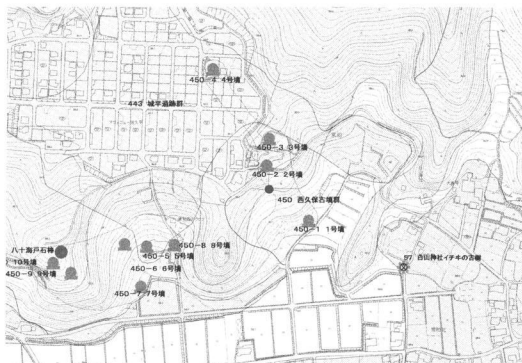 450-4 4号墳
443 城平遺跡群
450-3 3号墳
450-2 2号墳
450 西久保古墳群
450-1 1号墳
八十海戸石棒
10号墳
450-9 9号墳
450-8 8号墳
450-5 5号墳
450-6 6号墳
450-7 7号墳
57 白山神社イチキの古樹